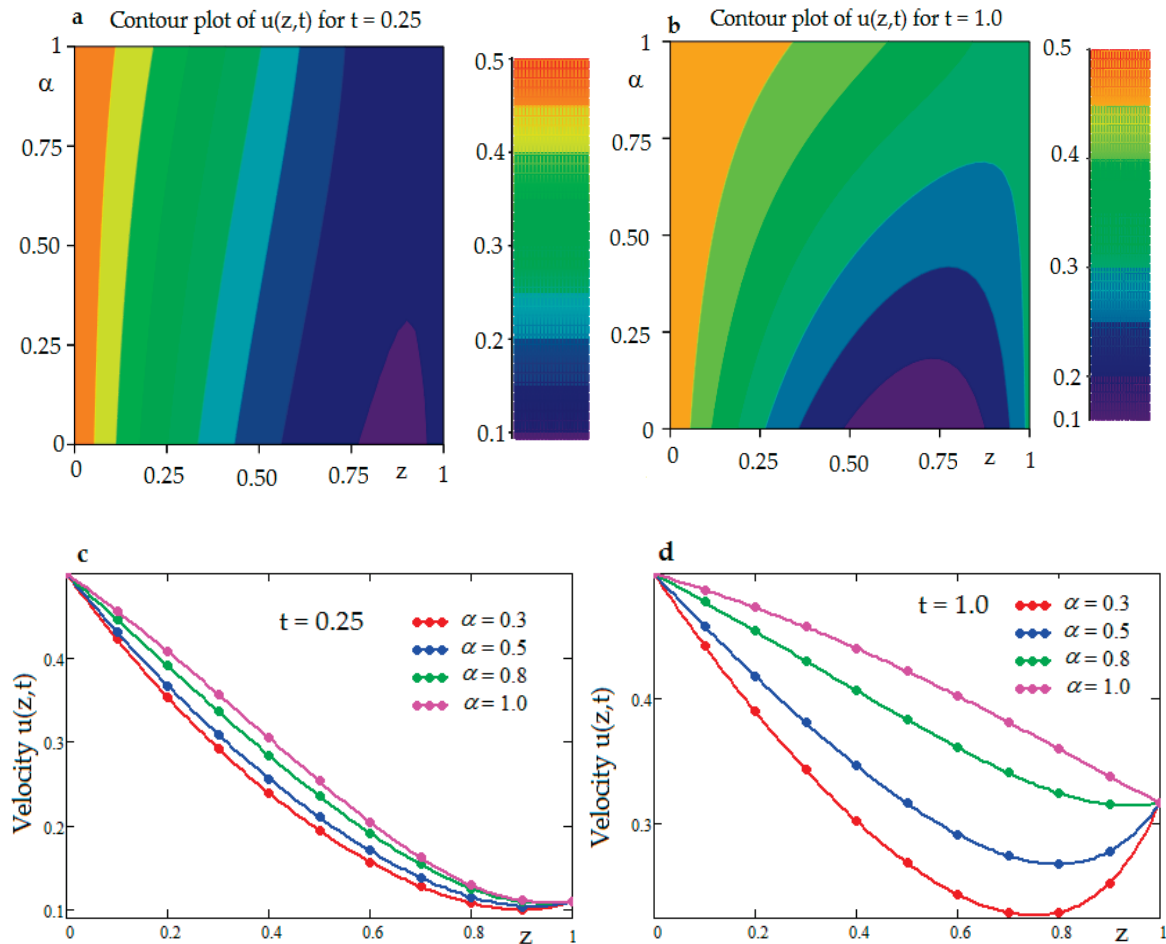 a
Contour plot of u(z,t) for t = 0.25
1
α
0.75
0.50
0.25
0
0
0.25
0.50
0.75
z
1
0.5
0.4
0.3
0.2
0.1
b
Contour plot of u(z,t) for t = 1.0
1
α
0.75
0.50
0.25
0
0
0.25
0.50
0.75
z
1
0.5
0.4
0.3
0.2
0.1
c
t = 0.25
α = 0.3
α = 0.5
α = 0.8
α = 1.0
Velocity u(z,t)
0.4
0.3
0.2
0.1
0
0.2
0.4
0.6
0.8
z
1
d
t = 1.0
α = 0.3
α = 0.5
α = 0.8
α = 1.0
Velocity u(z,t)
0.4
0.3
0
0.2
0.4
0.6
0.8
z
1